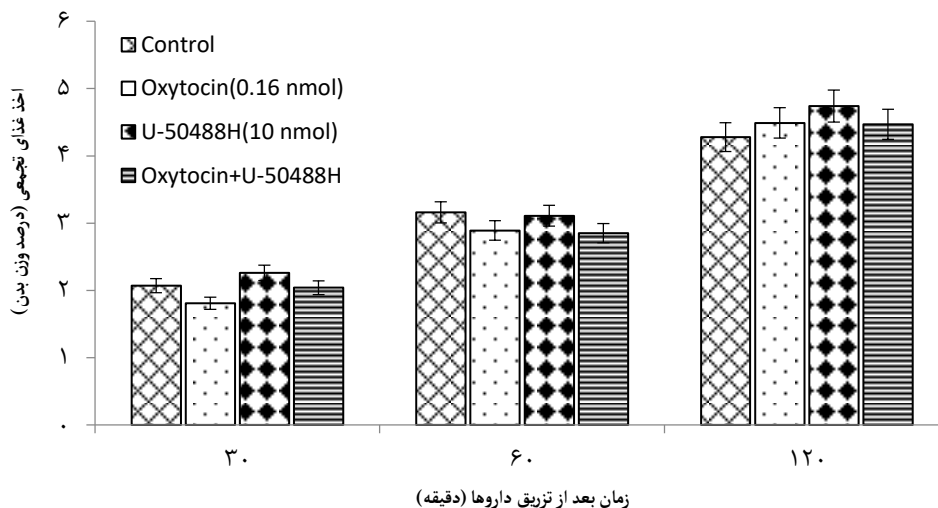 ۶
۵
۴
۳
۲
۱
۰
اخذ غذای تجمعی (درصد وزن بدن)
Control
Oxytocin(0.16 nmol)
U-50488H(10 nmol)
Oxytocin+U-50488H
۳۰ ۶۰ ۱۲۰
زمان بعد از تزریق داروها (دقیقه)